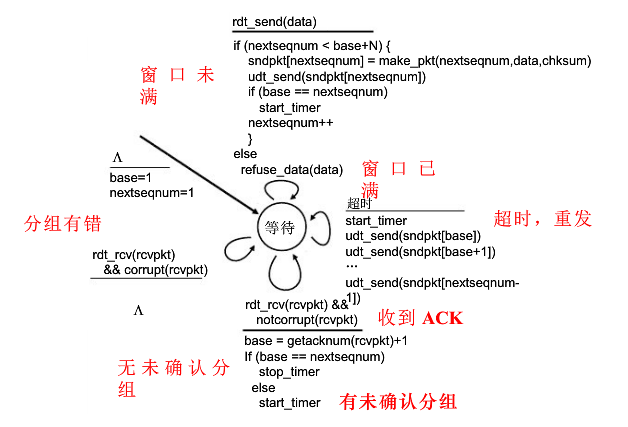 rdt_send(data)
if (nextseqnum < base+N) {
sndpkt[nextseqnum] = make_pkt(nextseqnum,data,chksum)
udt_send(sndpkt[nextseqnum])
if (base == nextseqnum)
start_timer
nextseqnum++
}
else
refuse_data(data)
窗口未
满
Λ
base=1
nextseqnum=1
窗口已
满
分组有错
等待
超时
start_timer
udt_send(sndpkt[base])
udt_send(sndpkt[base+1])
…
udt_send(sndpkt[nextseqnum-
1])
超时，重发
rdt_rcv(rcvpkt)
&& corrupt(rcvpkt)
Λ
rdt_rcv(rcvpkt) &&
notcorrupt(rcvpkt)
收到 ACK
base = getacknum(rcvpkt)+1
If (base == nextseqnum)
stop_timer
else
start_timer
无未确认分
组
有未确认分组